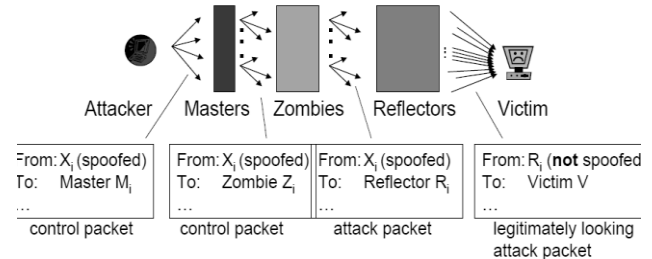 Attacker Masters Zombies Reflectors Victim
From: Xi (spoofed)
To: Master Mi
...
control packet
From: Xi (spoofed)
To: Zombie Zi
...
control packet
From: Xi (spoofed)
To: Reflector Ri
...
attack packet
From: Ri (not spoofed
To: Victim V
...
legitimately looking
attack packet